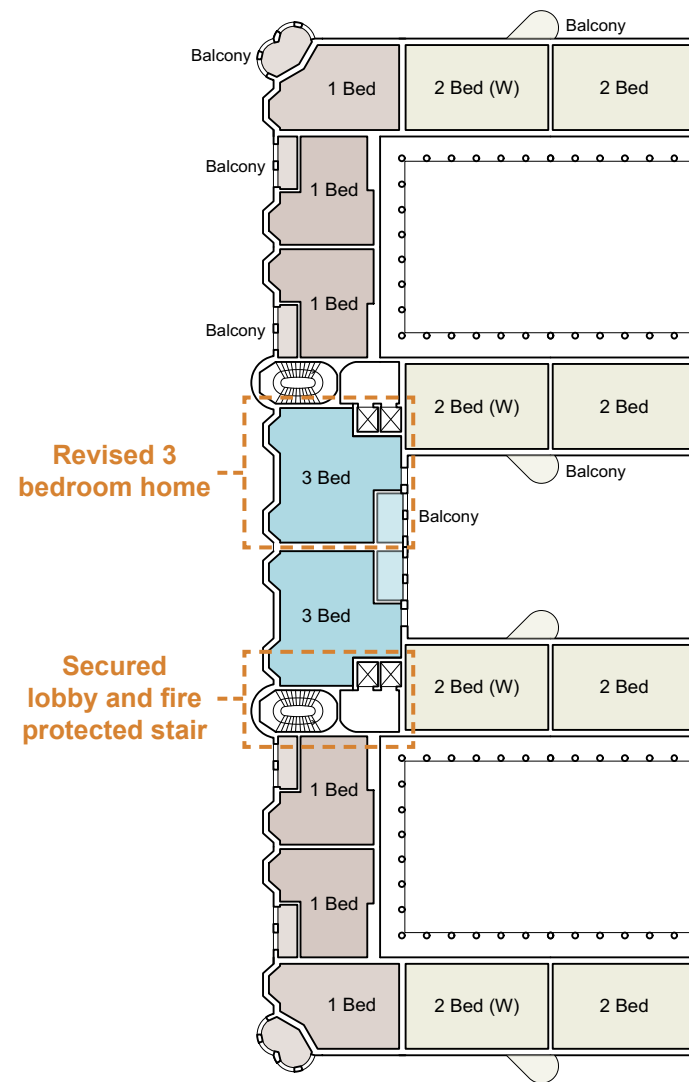 Balcony
Balcony
1 Bed
2 Bed (W)
2 Bed
Balcony
1 Bed
1 Bed
Balcony
2 Bed (W)
2 Bed
Revised 3
bedroom home
3 Bed
Balcony
Balcony
3 Bed
Secured
lobby and fire
protected stair
2 Bed (W)
2 Bed
1 Bed
1 Bed
1 Bed
2 Bed (W)
2 Bed